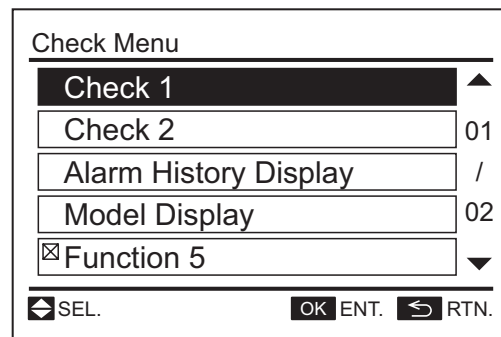 Check Menu
Check 1
Check 2
01
Alarm History Display
/
Model Display
02
Function 5
SEL. OK ENT. RTN.